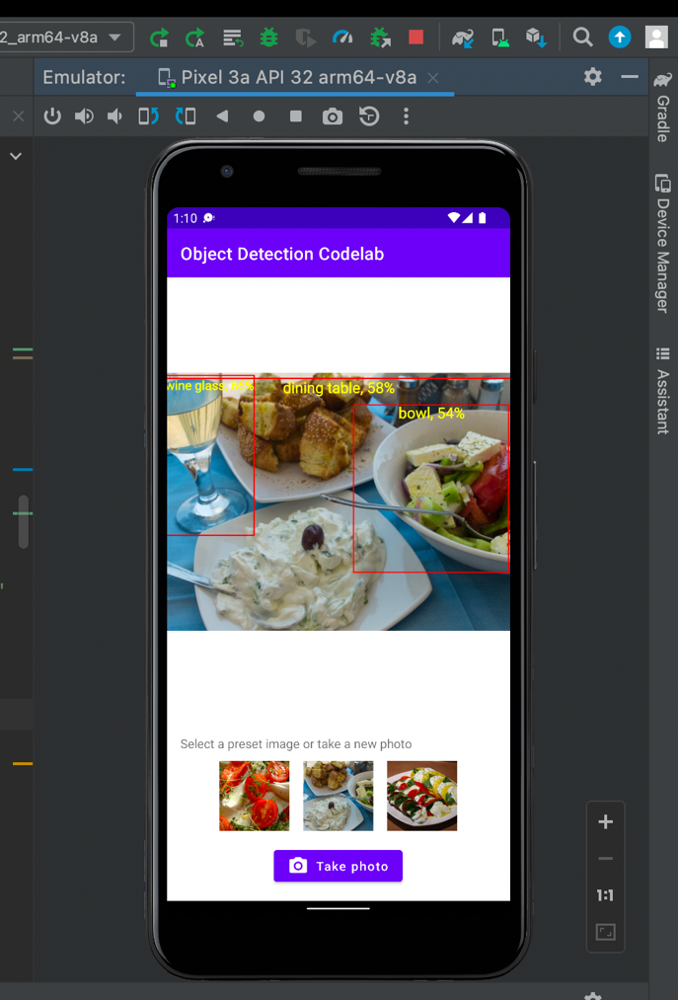 2_arm64-v8a
Emulator:
Pixel 3a API 32 arm64-v8a
1:10
Object Detection Codelab
wine glass,
dining table, 58%
bowl, 54%
Select a preset image or take a new photo
Take photo
1:1
Gradle
Device Manager
Assistant